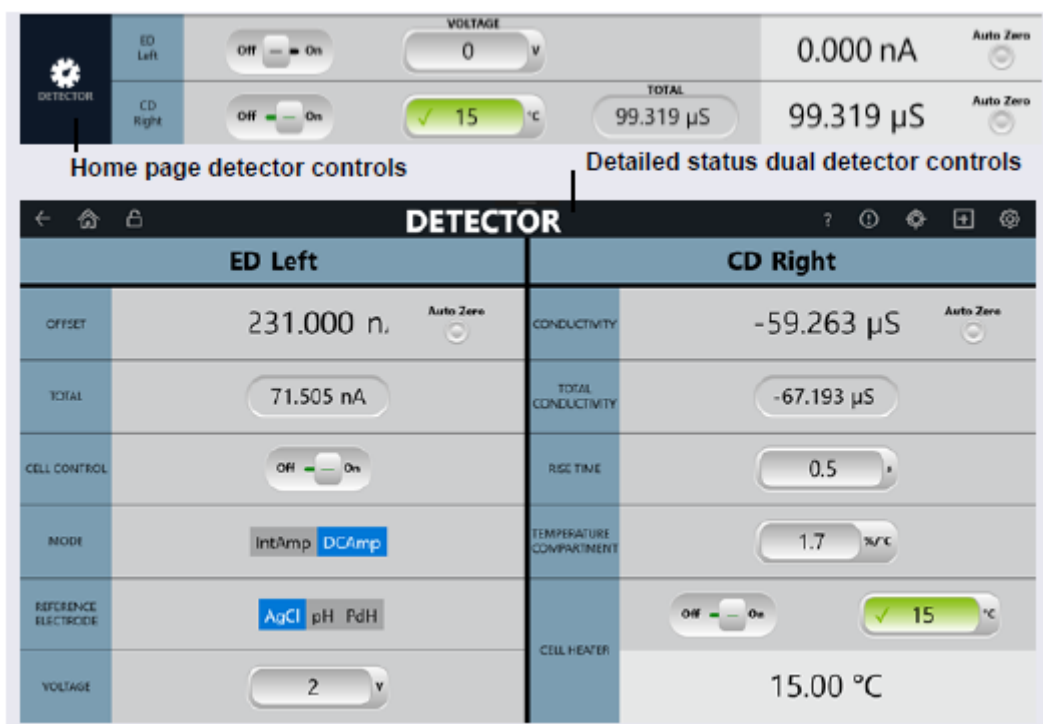 VOLTAGE
ED Left Off On 0 V 0.000 nA Auto Zero
DETECTOR
TOTAL
CD Right Off On 15 °C 99.319 µS 99.319 µS Auto Zero
Home page detector controls
Detailed status dual detector controls
DETECTOR ?
ED Left CD Right
OFFSET 231.000 n. Auto Zero CONDUCTIVITY -59.263 µS Auto Zero
TOTAL 71.505 nA TOTAL CONDUCTIVITY -67.193 µS
CELL CONTROL Off On RISE TIME 0.5 s
MODE IntAmp DCAmp TEMPERATURE COMPARTMENT 1.7 %/°C
REFERENCE ELECTRODE AgCl pH PdH CELL HEATER Off On 15 °C
VOLTAGE 2 V 15.00 °C